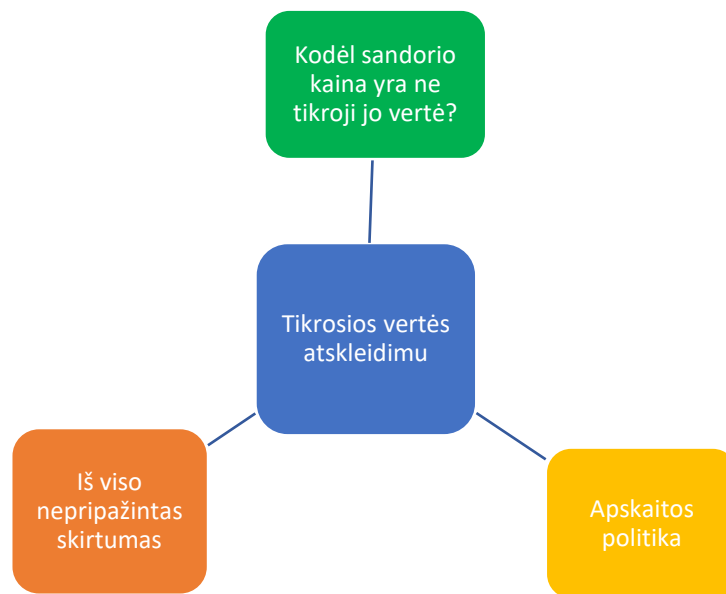 Kodėl sandorio
kaina yra ne
tikroji jo vertė?
Tikrosios vertės
atskleidimu
Iš viso
nepripažintas
skirtumas
Apskaitos
politika